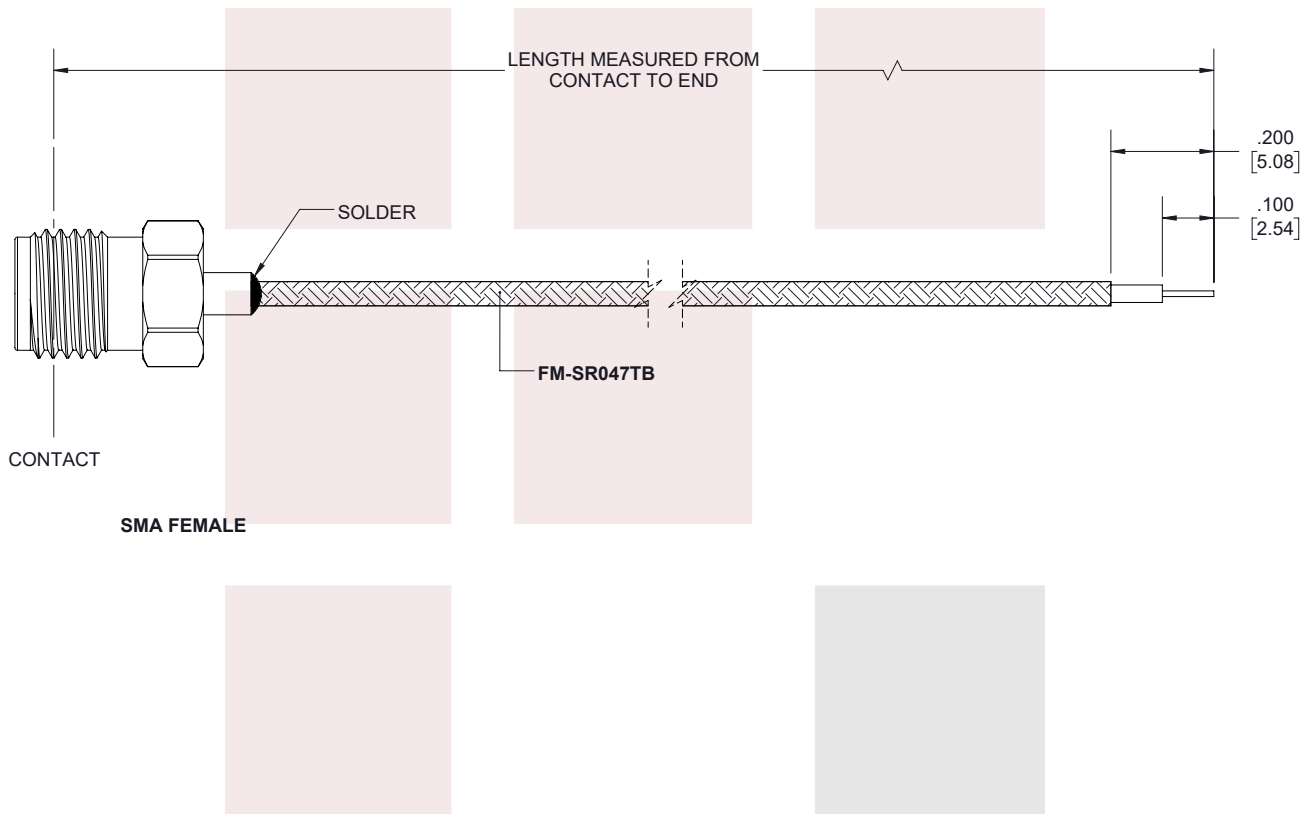 LENGTH MEASURED FROM
CONTACT TO END
.200
[5.08]
.100
[2.54]
SOLDER
FM-SR047TB
CONTACT
SMA FEMALE